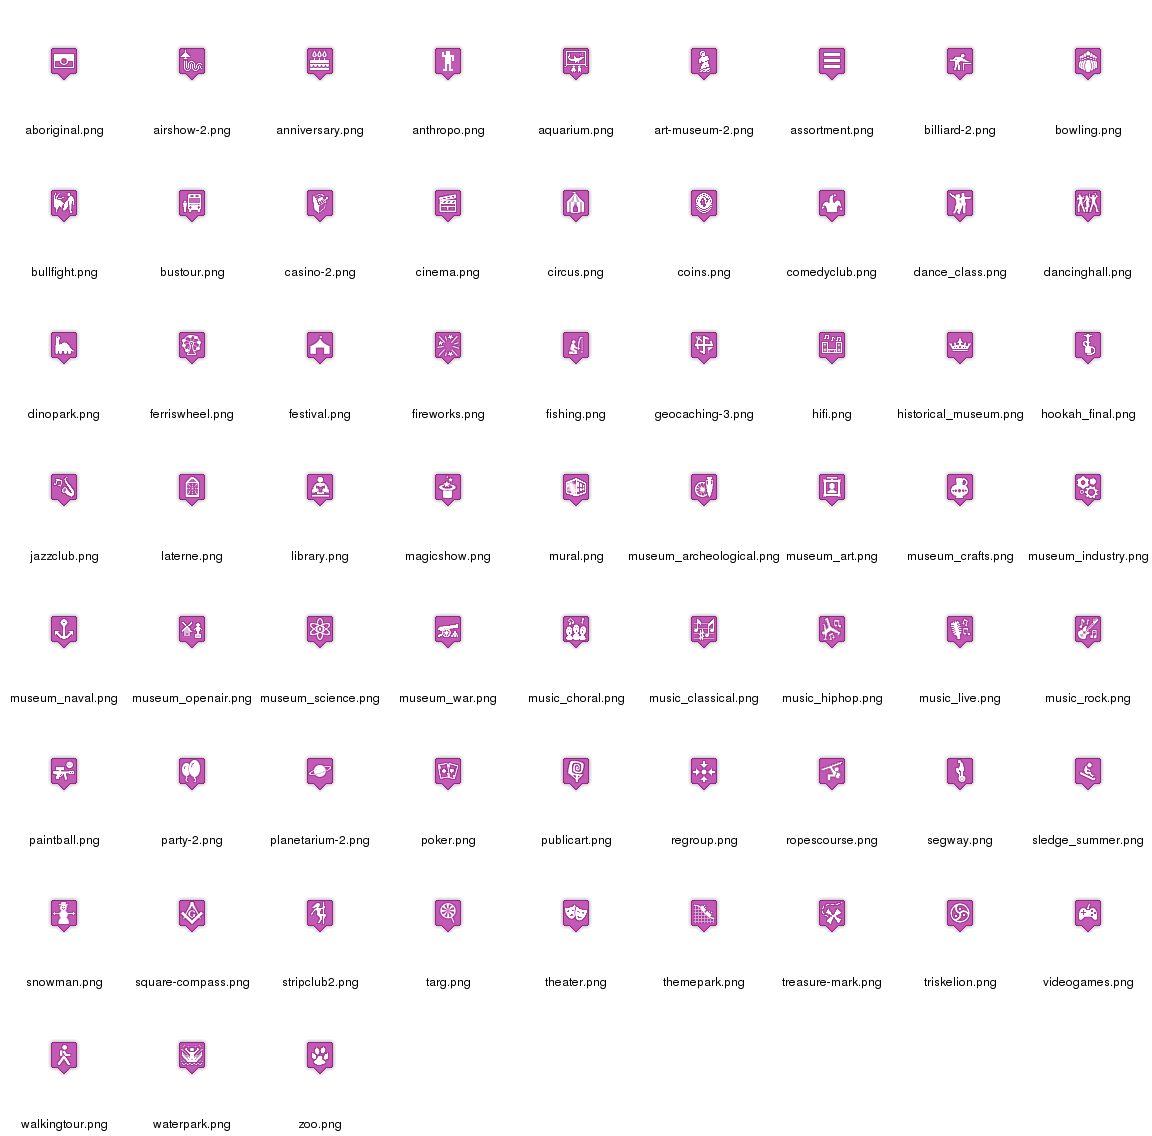 aboriginal.png airshow-2.png anniversary.png anthropo.png aquarium.png art-museum-2.png assortment.png billiard-2.png bowling.png
bullfight.png bustour.png casino-2.png cinema.png circus.png coins.png comedyclub.png dance_class.png dancinghall.png
dinopark.png ferriswheel.png festival.png fireworks.png fishing.png geocaching-3.png hifi.png historical_museum.png hookah_final.png
jazzclub.png laterne.png library.png magicshow.png mural.png museum_archeological.png museum_art.png museum_crafts.png museum_industry.png
museum_naval.png museum_openair.png museum_science.png museum_war.png music_choral.png music_classical.png music_hiphop.png music_live.png music_rock.png
paintball.png party-2.png planetarium-2.png poker.png publicart.png regroup.png ropescourse.png segway.png sledge_summer.png
snowman.png square-compass.png stripclub2.png targ.png theater.png themepark.png treasure-mark.png triskelion.png videogames.png
walkingtour.png waterpark.png zoo.png